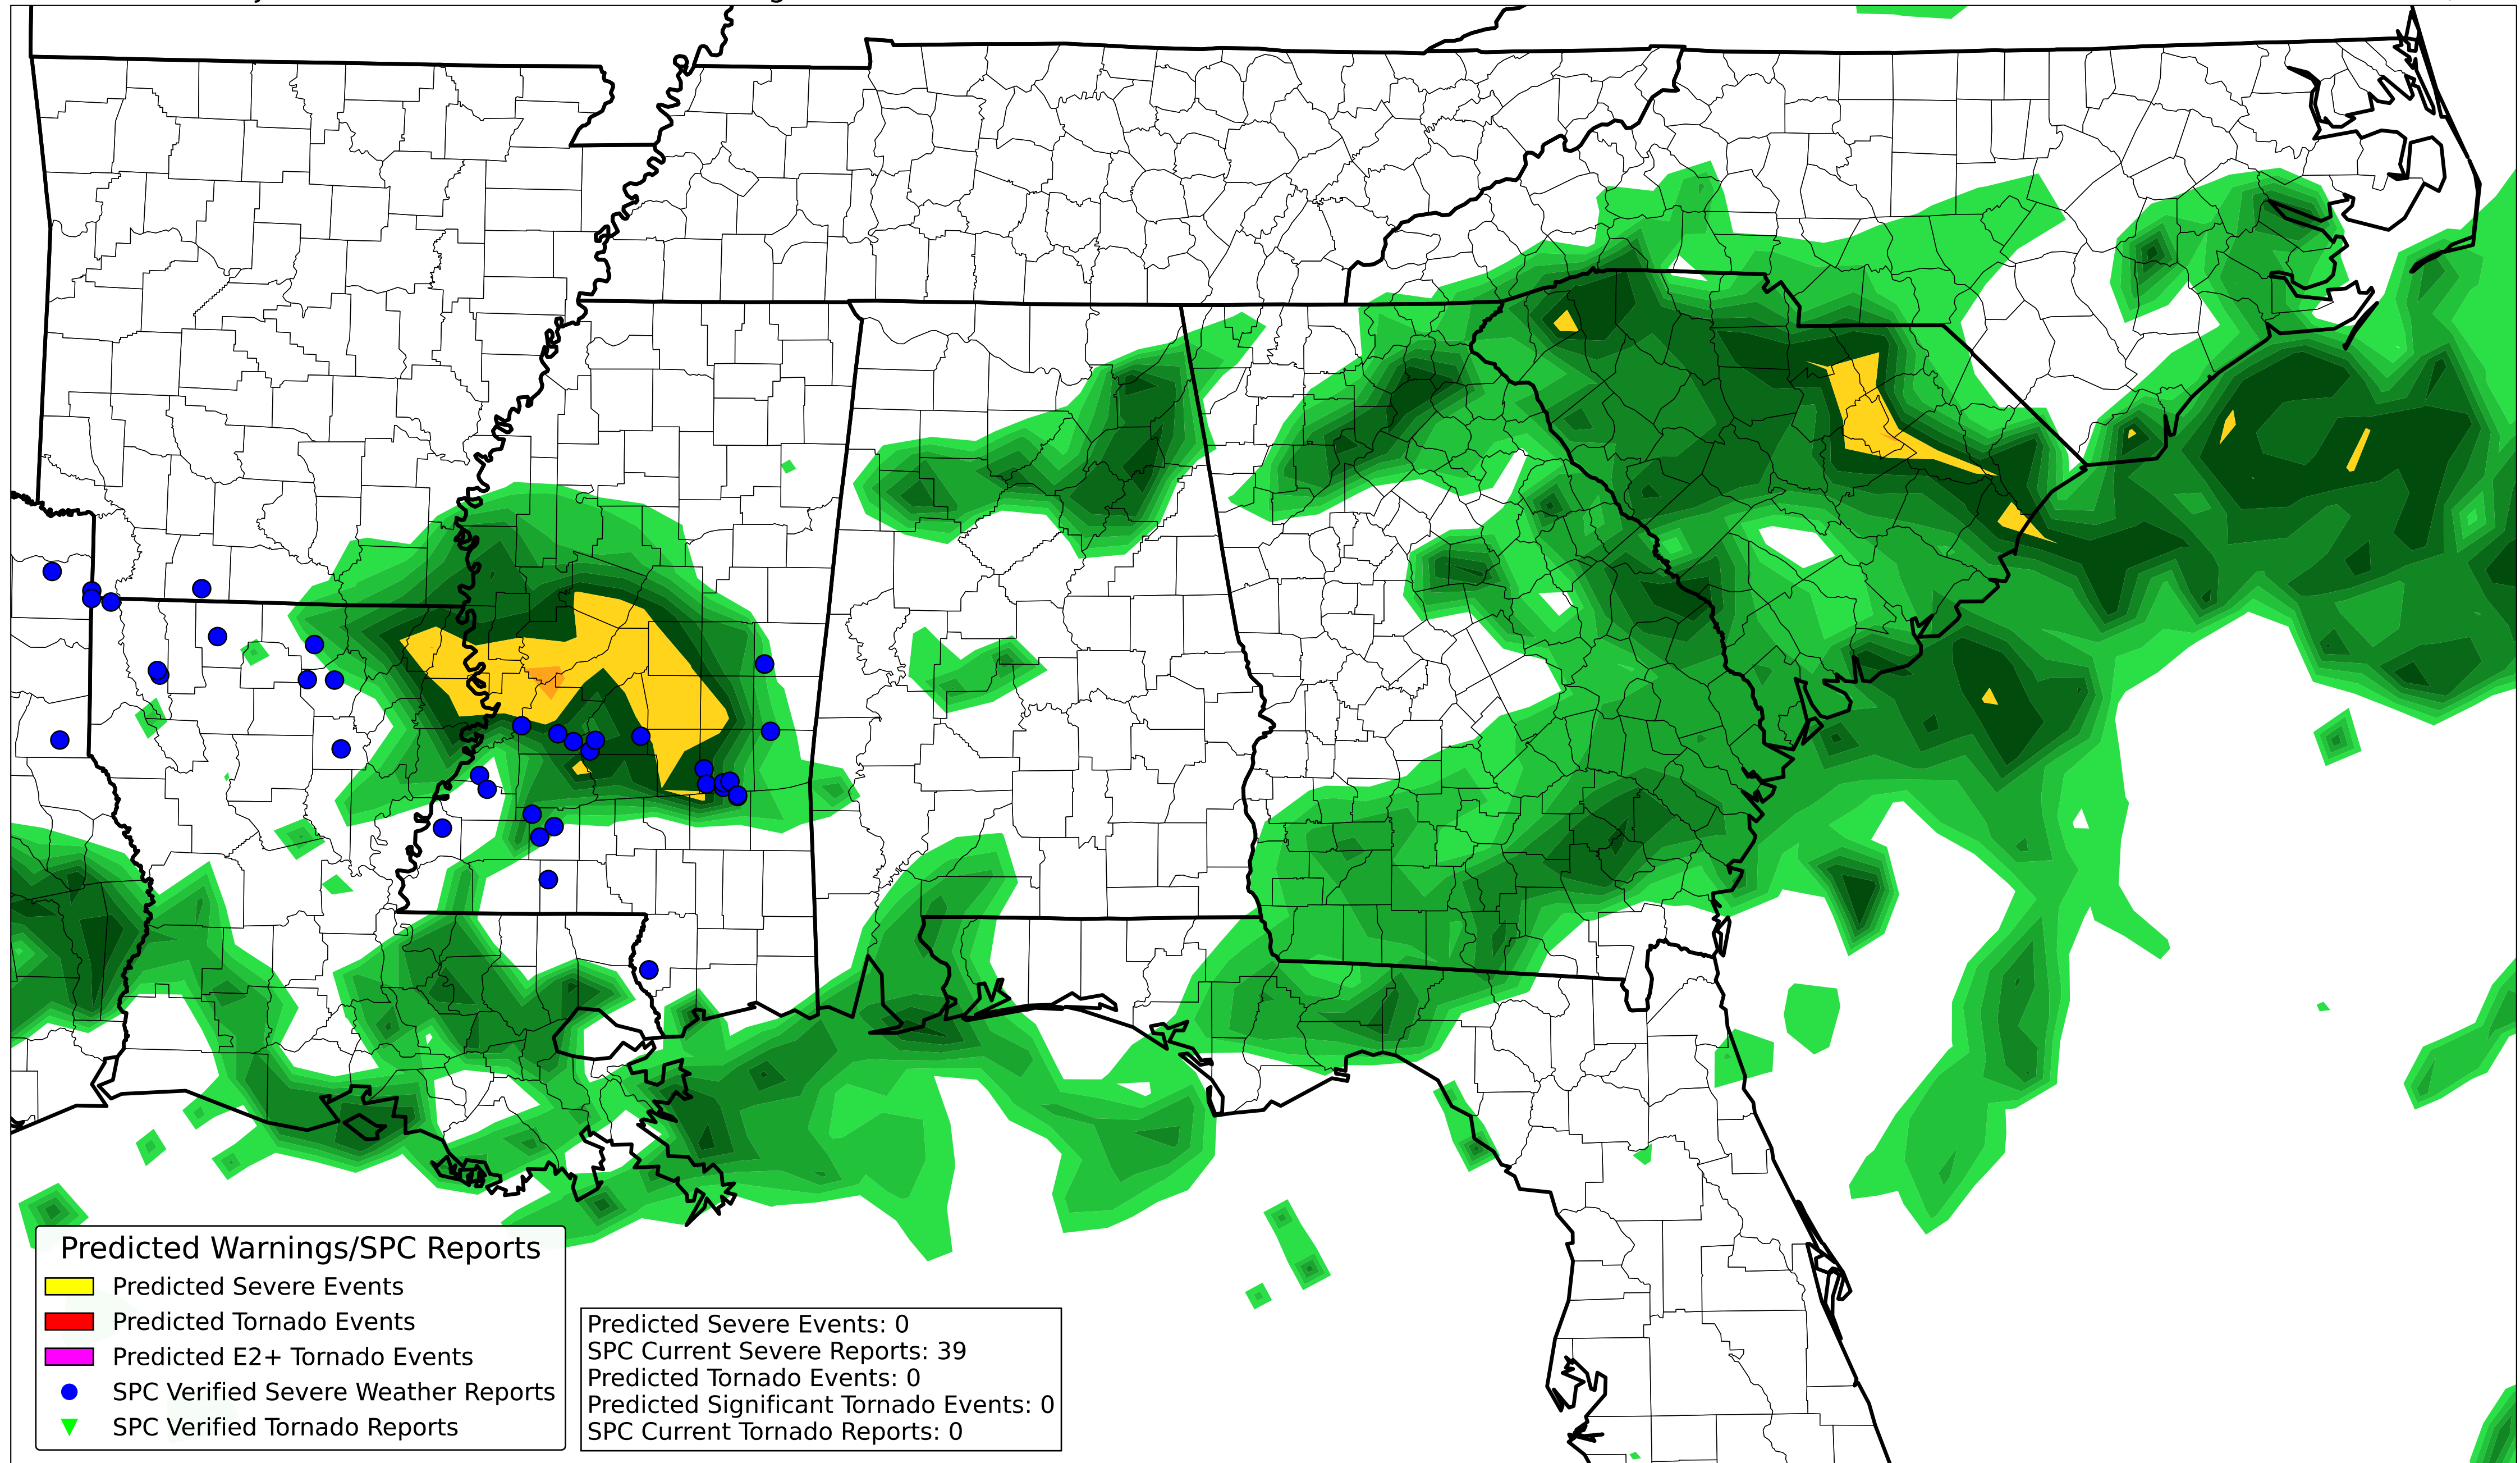 Predicted Warnings/SPC Reports
Predicted Severe Events
Predicted Tornado Events
Predicted E2+ Tornado Events
SPC Verified Severe Weather Reports
SPC Verified Tornado Reports
Predicted Severe Events: 0
SPC Current Severe Reports: 39
Predicted Tornado Events: 0
Predicted Significant Tornado Events: 0
SPC Current Tornado Reports: 0